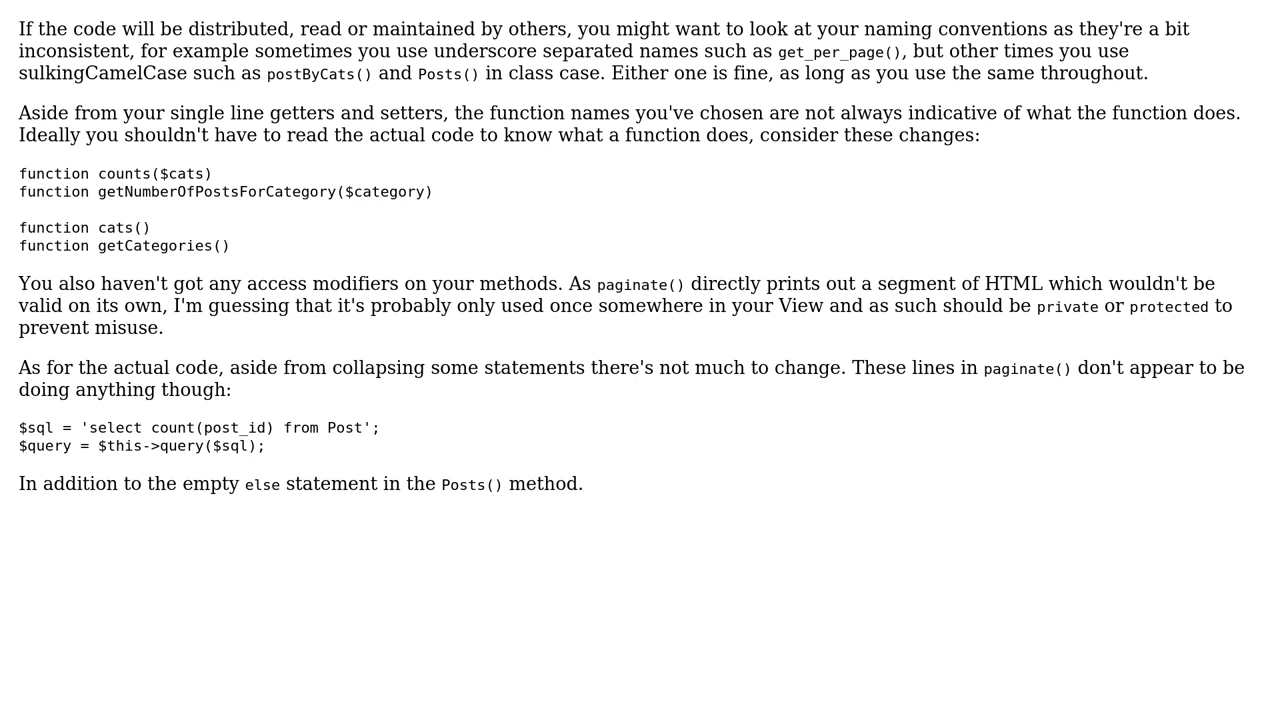 If the code will be distributed, read or maintained by others, you might want to look at your naming conventions as they're a bit
inconsistent, for example sometimes you use underscore separated names such as get_per_page(), but other times you use
sulkingCamelCase such as postByCats() and Posts() in class case. Either one is fine, as long as you use the same throughout.
Aside from your single line getters and setters, the function names you've chosen are not always indicative of what the function does.
Ideally you shouldn't have to read the actual code to know what a function does, consider these changes:
function counts($cats)
function getNumberOfPostsForCategory($category)
function cats()
function getCategories()
You also haven't got any access modifiers on your methods. As paginate() directly prints out a segment of HTML which wouldn't be
valid on its own, I'm guessing that it's probably only used once somewhere in your View and as such should be private or protected to
prevent misuse.
As for the actual code, aside from collapsing some statements there's not much to change. These lines in paginate() don't appear to be
doing anything though:
$sql = 'select count(post_id) from Post';
$query = $this->query($sql);
In addition to the empty else statement in the Posts() method.